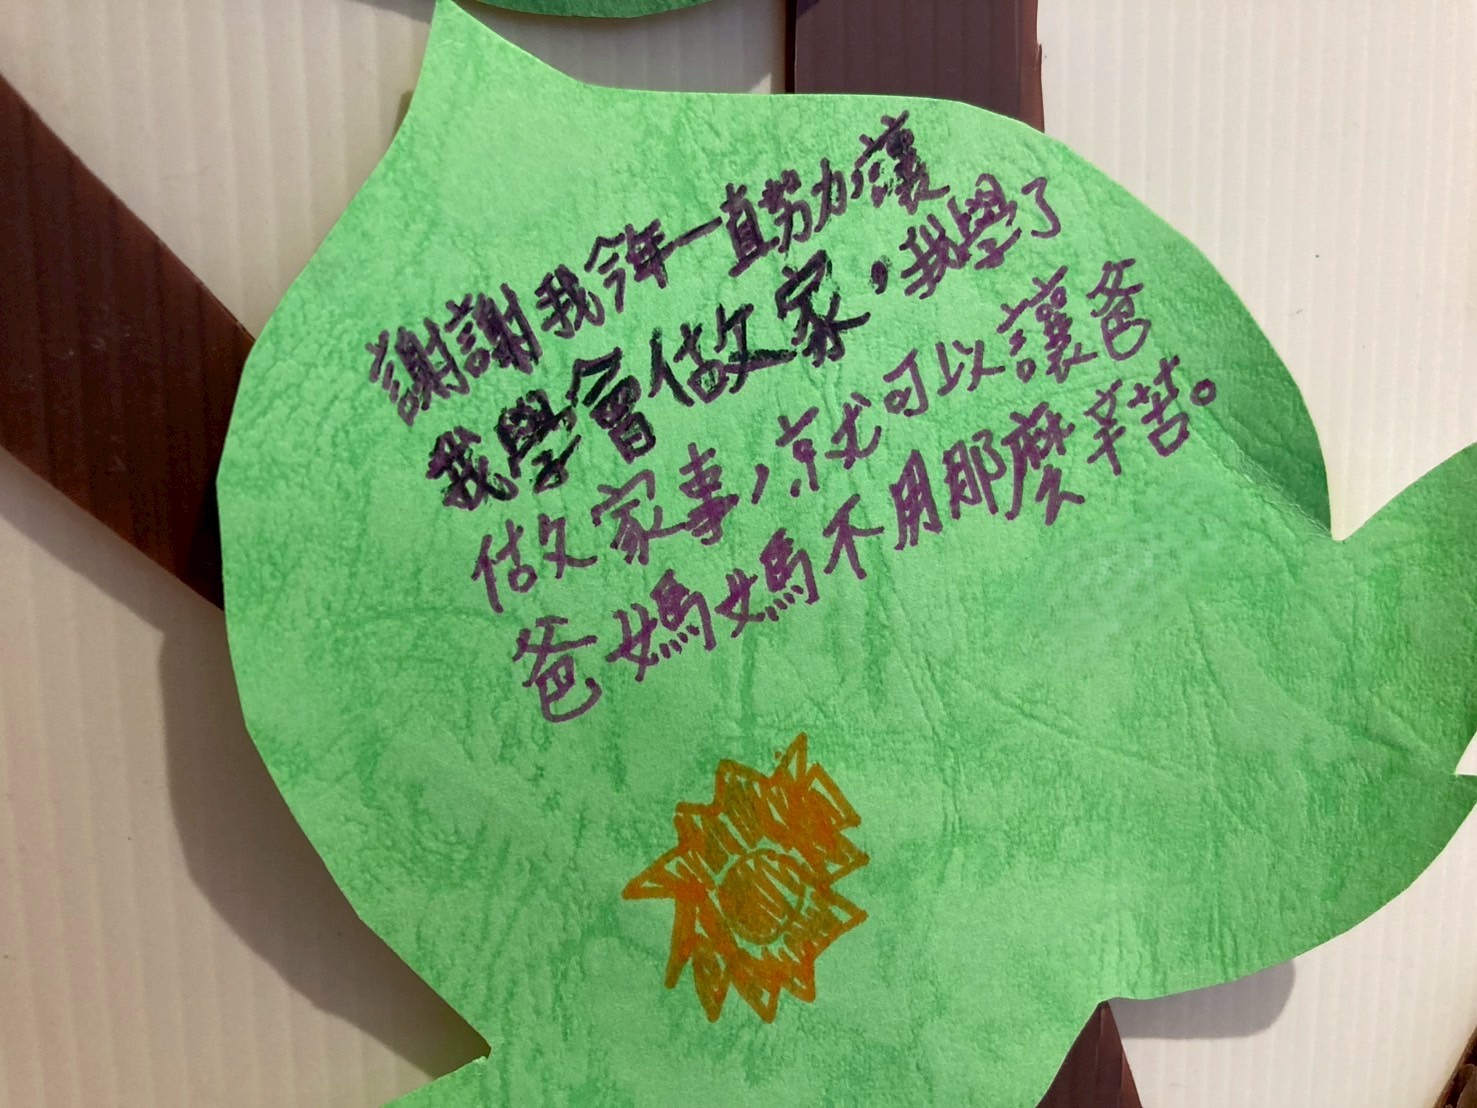 謝謝我今年一直努力,讓
我學會做家,我學了
做家事,就可以讓爸
爸媽媽不用那麼辛苦。